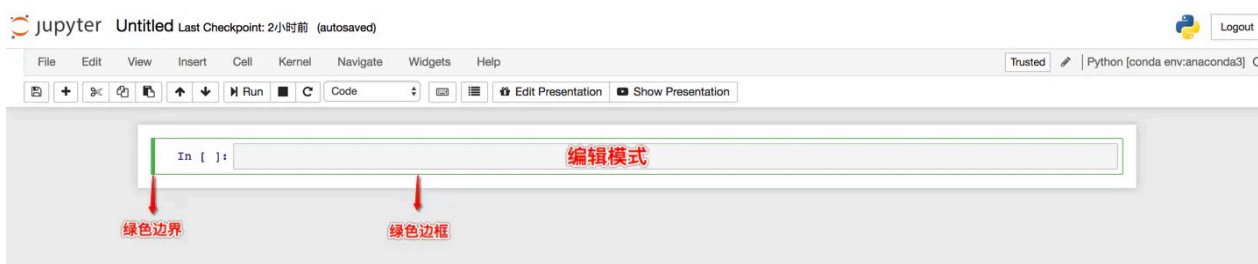 jupyter Untitled Last Checkpoint: 2小时前 (autosaved) Logout
File Edit View Insert Cell Kernel Navigate Widgets Help Trusted Python [conda env:anaconda3]
Run Code Edit Presentation Show Presentation
In [ ]: 编辑模式
绿色边界 绿色边框